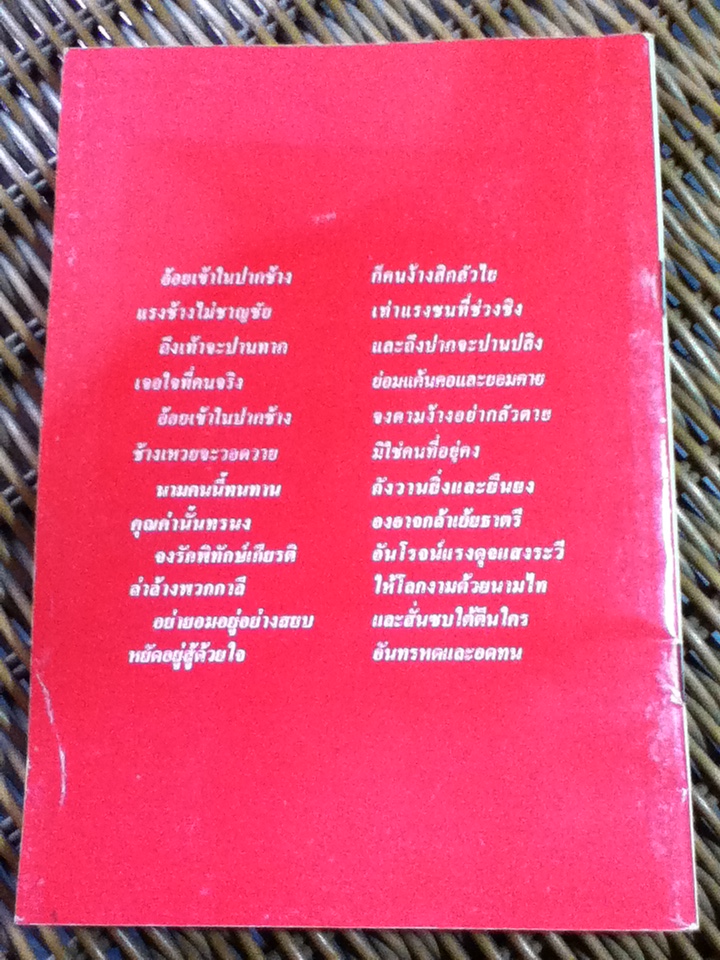 อ้อยเข้าในปากช้าง ก็คนง้างสิกลัวไย
แรงช้างไม่ชาญชัย เท่าแรงชนที่ช่วงชิง
ถึงเท้าจะปานทาก และถึงปากจะปานปลิง
เจอใจที่คนจริง ย่อมแค้นคอและยอมคาย
อ้อยเข้าในปากช้าง จงตามง้างอย่ากลัวตาย
ช้างเหวยจะวอดวาย มิใช่คนที่อยู่คง
นามคนนี้ทนทาน ดังวานยิ่งและยืนยง
คุณค่านั้นทรนง องอาจกล้าเย้ยธาตรี
จงรักพิทักษ์เกียรติ อันโรจน์แรงดุจแสงระวี
ล่าล้างพวกกาลี ให้โลกงามด้วยนามไท
อย่ายอมอยู่อย่างสยบ และสั่นซบใต้ตีนใคร
หยัดอยู่สู้ด้วยใจ อันทรหดและอดทน